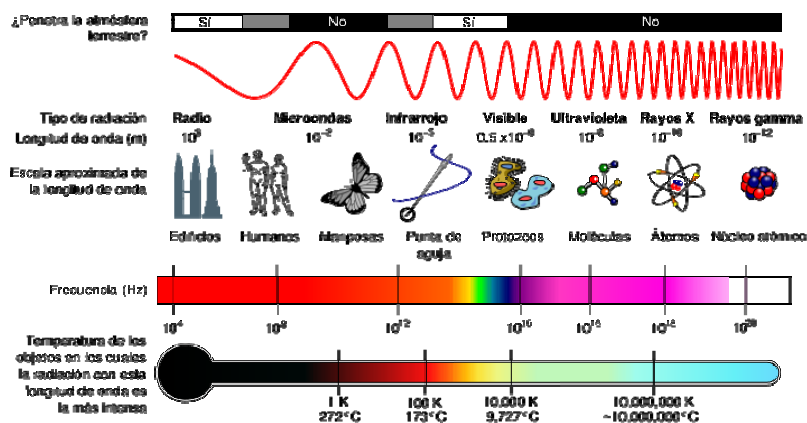 ¿Penetra la atmósfera
terrestre?
Sí
No
Sí
No
Tipo de radiación
Radio
Microondas
Infrarrojo
Visible
Ultravioleta
Rayos X
Rayos gamma
Longitud de onda (m)
10³
10⁻²
10⁻⁵
0.5 x10⁻⁶
10⁻⁸
10⁻¹⁰
10⁻¹²
Escala aproximada de
la longitud de onda
Edificios
Humanos
Mariposas
Punta de
aguja
Protozoos
Moléculas
Átomos
Núcleo atómico
Frecuencia (Hz)
10⁴
10⁸
10¹²
10¹⁵
10¹⁶
10¹⁸
10²⁰
Temperatura de los
objetos en los cuales
la radiación con esta
longitud de onda es
la más intensa
1 K
272°C
100 K
173°C
10,000 K
9,727°C
10,000,000 K
~10,000,000°C